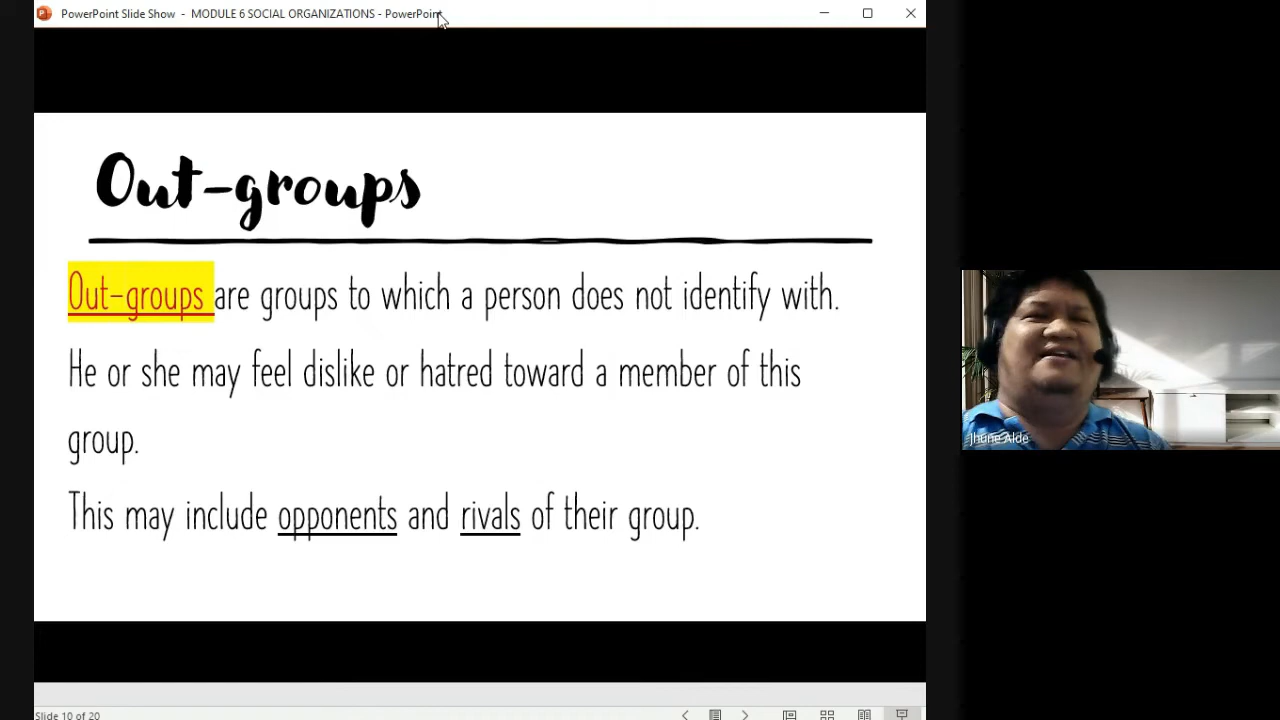 PowerPoint Slide Show - MODULE 6 SOCIAL ORGANIZATIONS - PowerPoint
Out-groups
Out-groups are groups to which a person does not identify with.
He or she may feel dislike or hatred toward a member of this
group.
This may include opponents and rivals of their group.
Jhune Alde
Slide 10 of 20